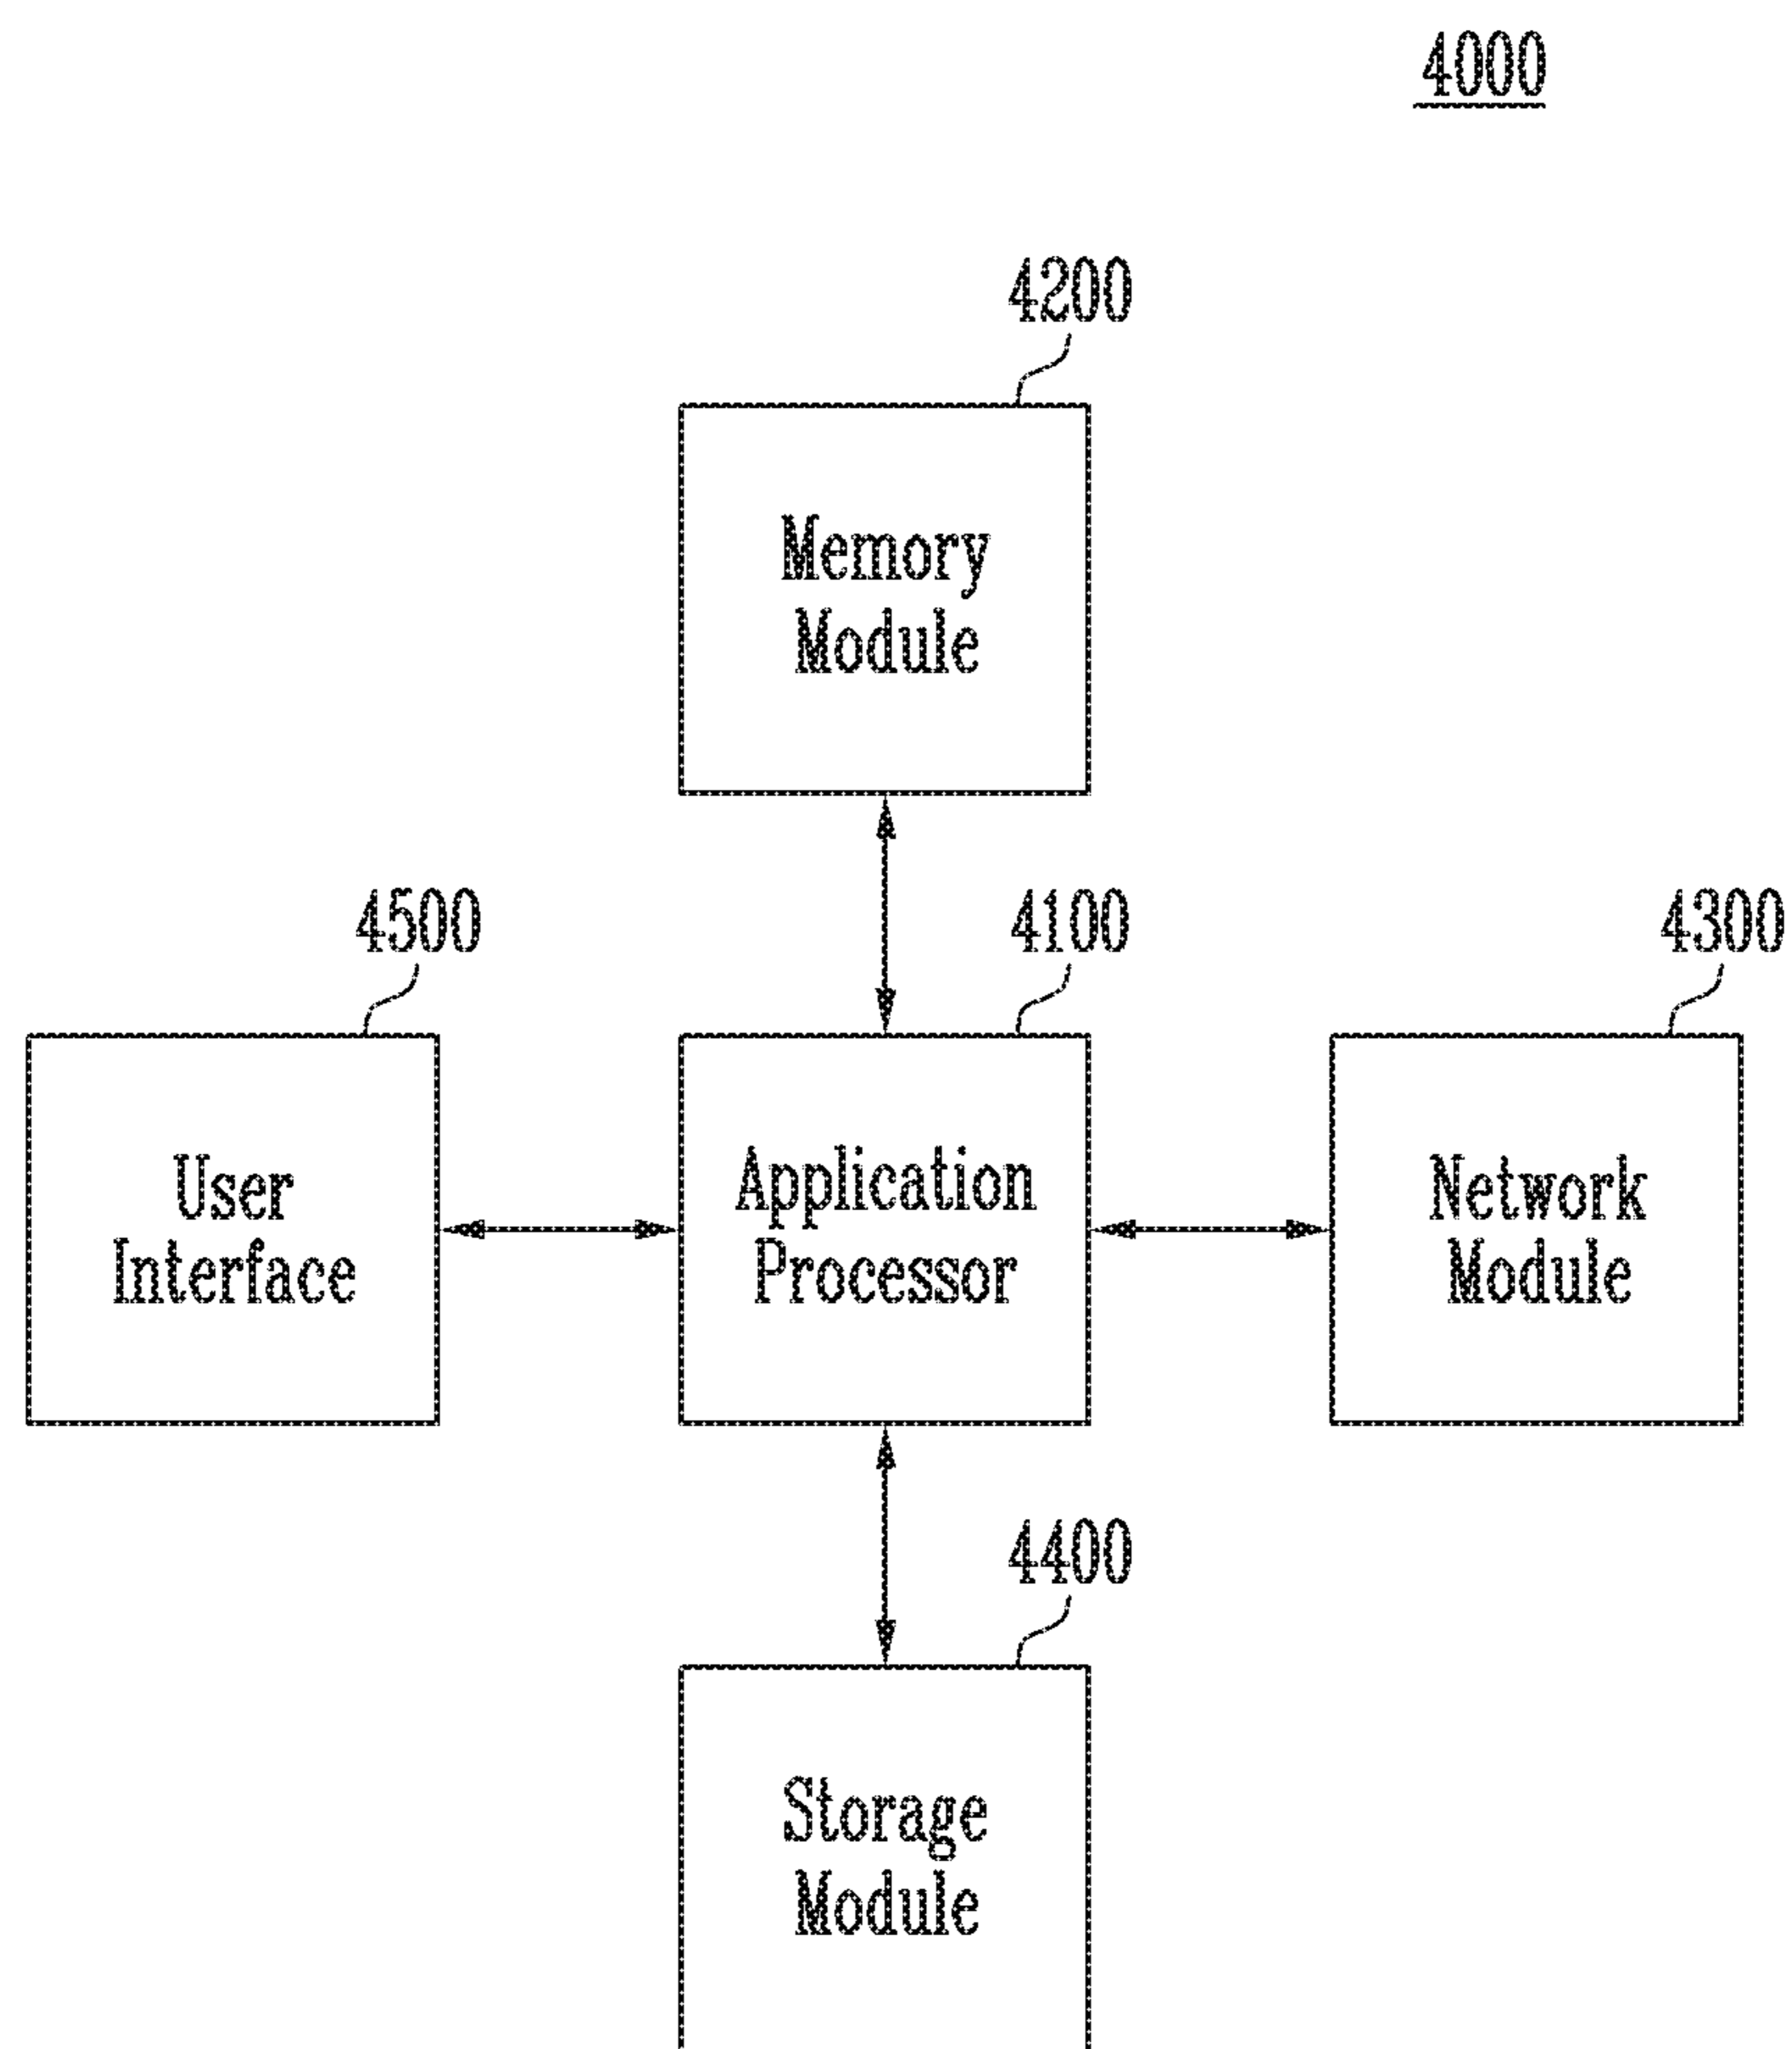 4000
4200
Memory
Module
4500
4100
4300
User
Interface
Application
Processor
Network
Module
4400
Storage
Module